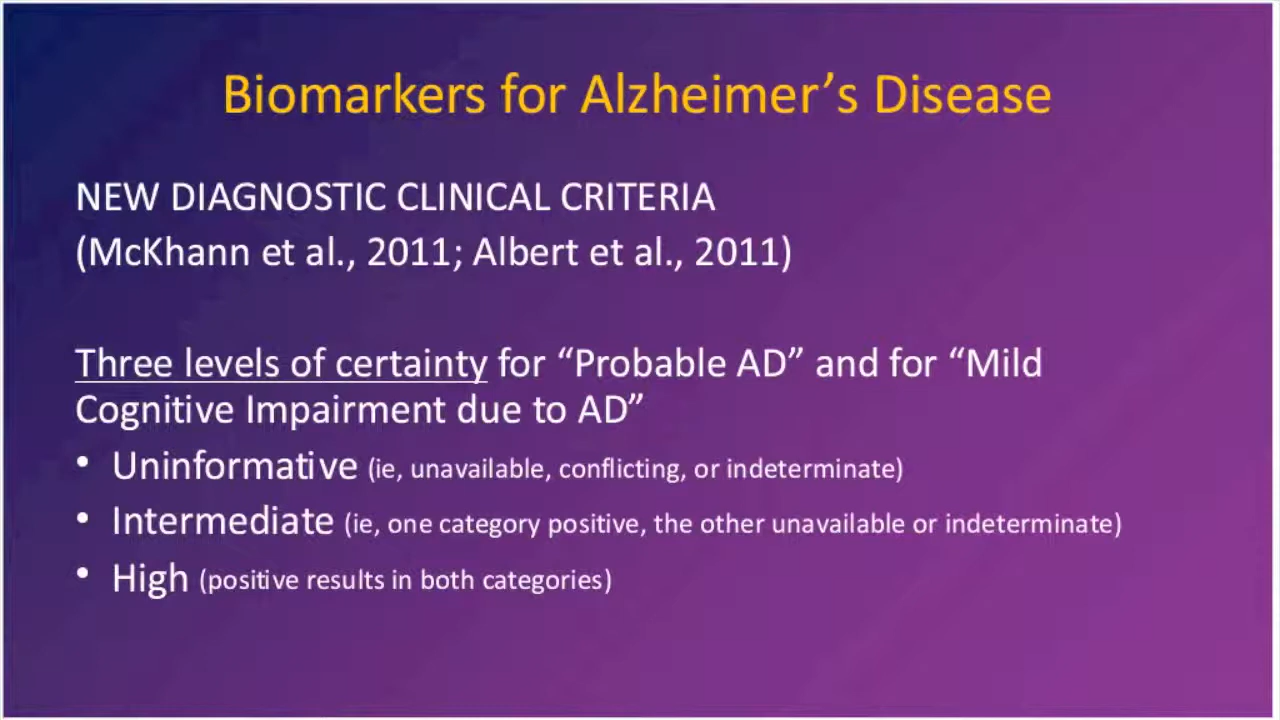 Biomarkers for Alzheimer’s Disease
NEW DIAGNOSTIC CLINICAL CRITERIA
(McKhann et al., 2011; Albert et al., 2011)
Three levels of certainty for “Probable AD” and for “Mild
Cognitive Impairment due to AD”
• Uninformative (ie, unavailable, conflicting, or indeterminate)
• Intermediate (ie, one category positive, the other unavailable or indeterminate)
• High (positive results in both categories)